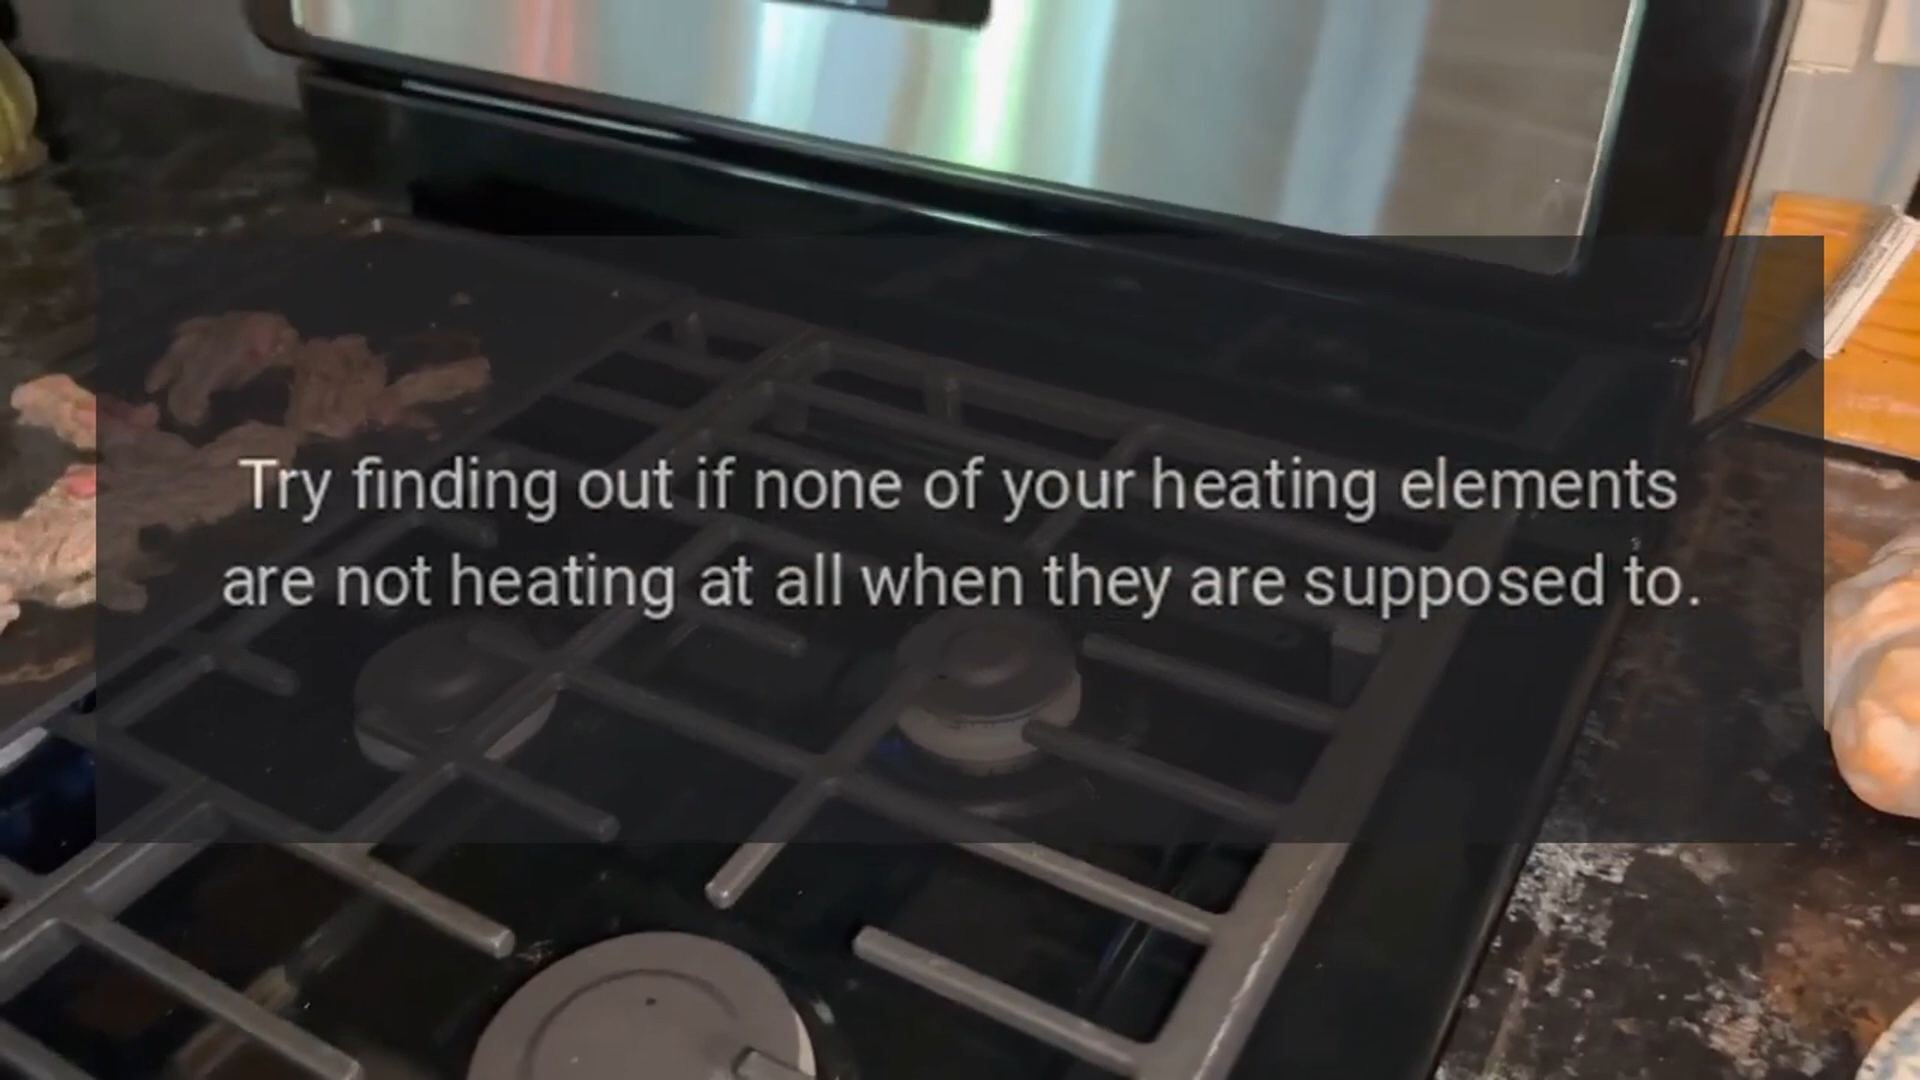 Try finding out if none of your heating elements
are not heating at all when they are supposed to.